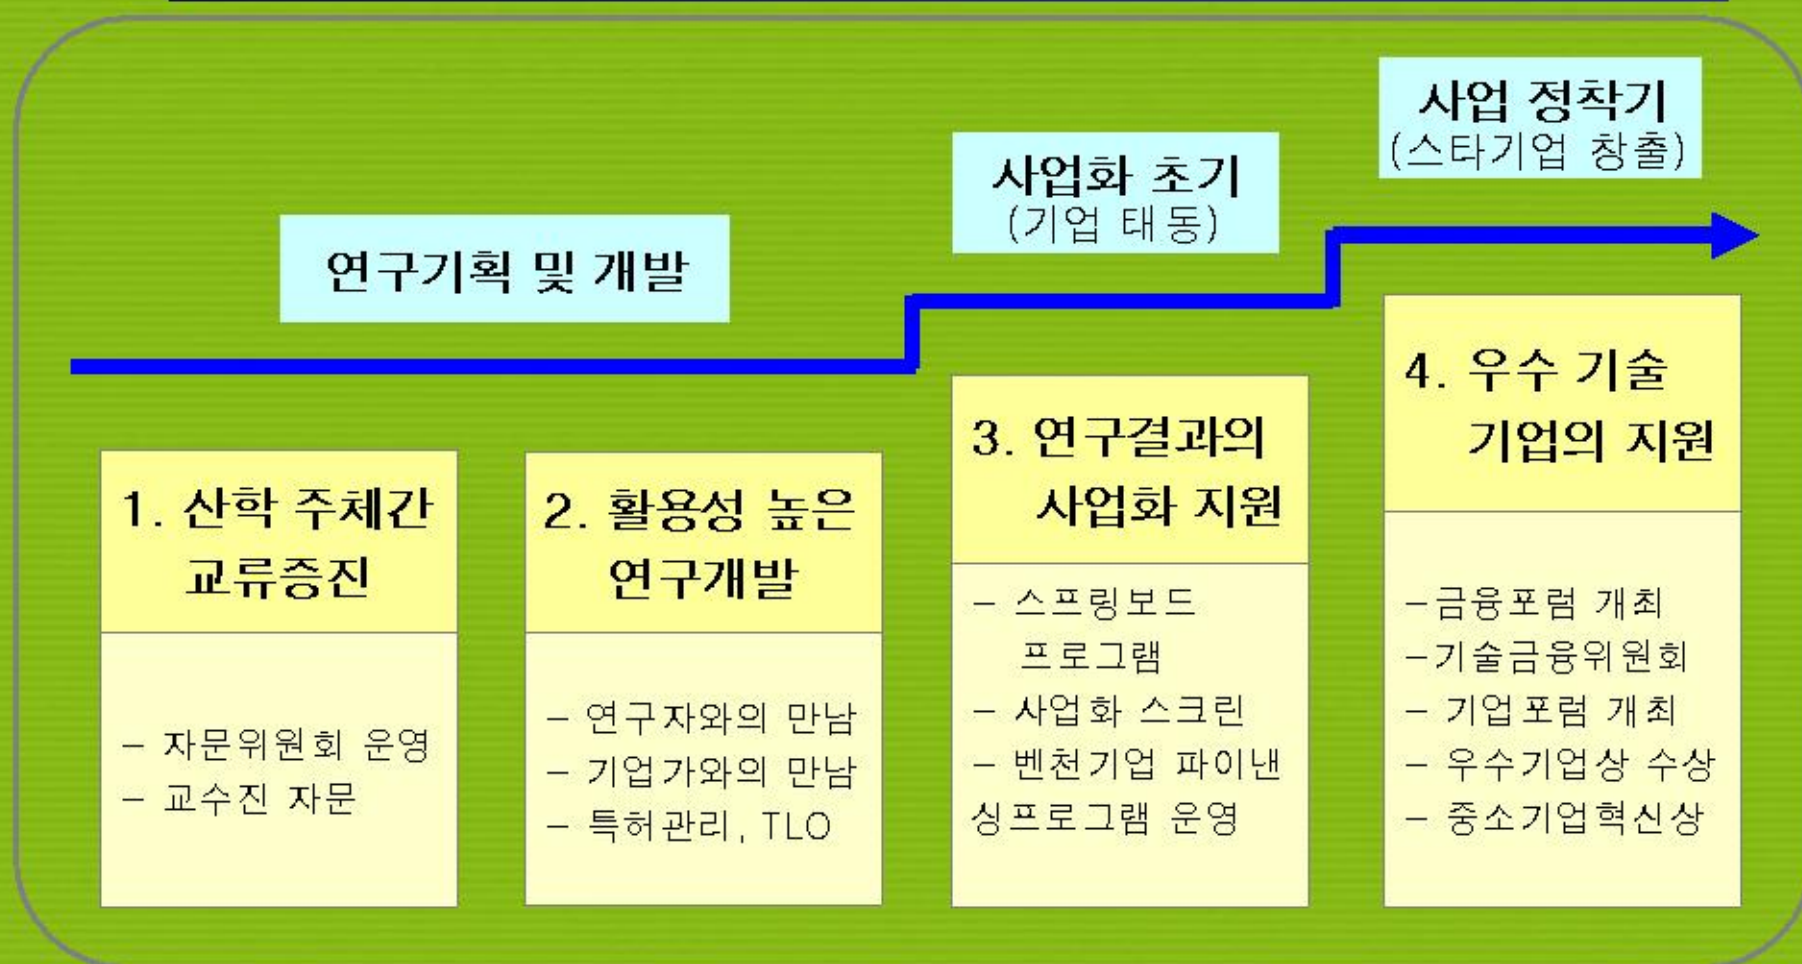 사업 정착기
(스타기업 창출)
사업화 초기
(기업 태동)
연구기획 및 개발
1. 산학 주체간
교류증진
– 자문위원회 운영
– 교수진 자문
2. 활용성 높은
연구개발
– 연구자와의 만남
– 기업가와의 만남
– 특허관리, TLO
3. 연구결과의
사업화 지원
– 스프링보드
프로그램
– 사업화 스크린
– 벤천기업 파이낸
싱프로그램 운영
4. 우수 기술
기업의 지원
–금융포럼 개최
–기술금융위원회
– 기업포럼 개최
– 우수기업상 수상
– 중소기업혁신상